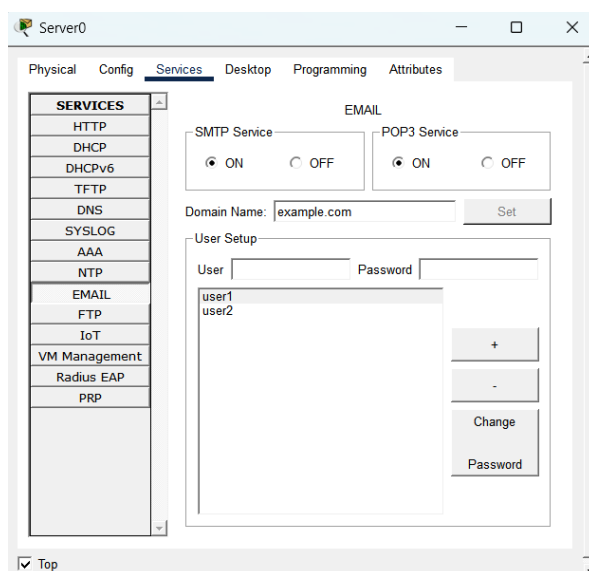 Server0
Physical Config Services Desktop Programming Attributes
SERVICES
HTTP
DHCP
DHCPv6
TFTP
DNS
SYSLOG
AAA
NTP
EMAIL
FTP
IoT
VM Management
Radius EAP
PRP
EMAIL
SMTP Service
ON OFF
POP3 Service
ON OFF
Domain Name: example.com Set
User Setup
User Password
user1
user2
+
-
Change
Password
Top